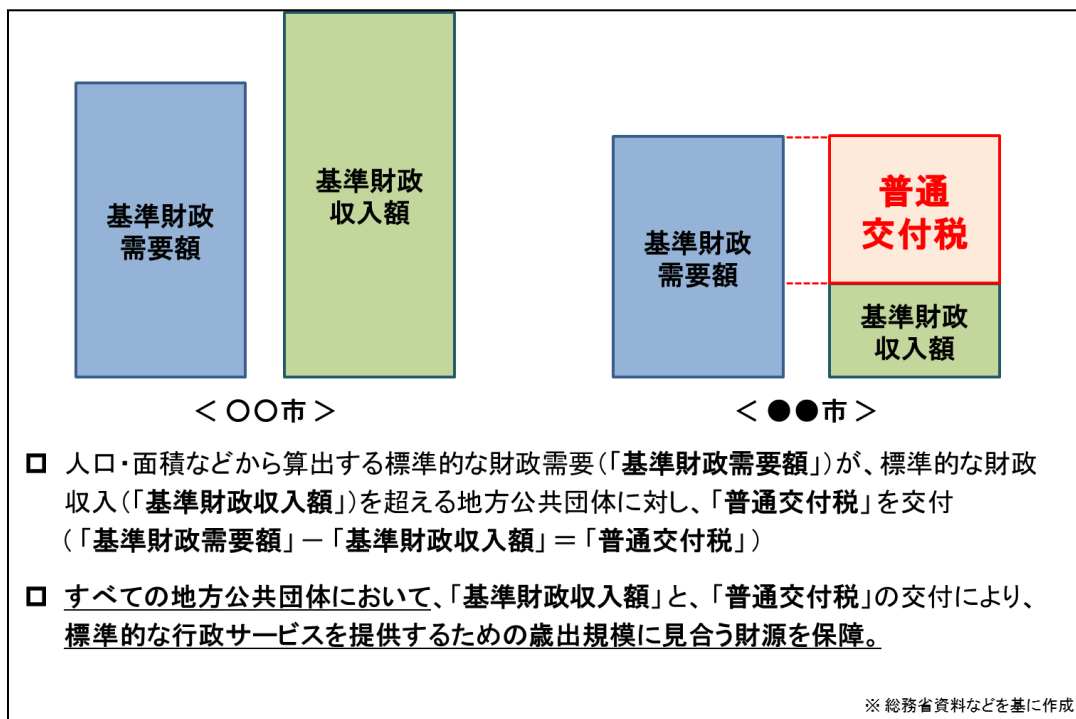 基準財政
需要額
基準財政
収入額
＜ 〇〇市 ＞
基準財政
需要額
普通
交付税
基準財政
収入額
＜ ●●市 ＞
□ 人口・面積などから算出する標準的な財政需要（「基準財政需要額」）が、標準的な財政
収入（「基準財政収入額」）を超える地方公共団体に対し、「普通交付税」を交付
（「基準財政需要額」－「基準財政収入額」＝「普通交付税」）
□ すべての地方公共団体において、「基準財政収入額」と、「普通交付税」の交付により、
標準的な行政サービスを提供するための歳出規模に見合う財源を保障。
※ 総務省資料などを基に作成